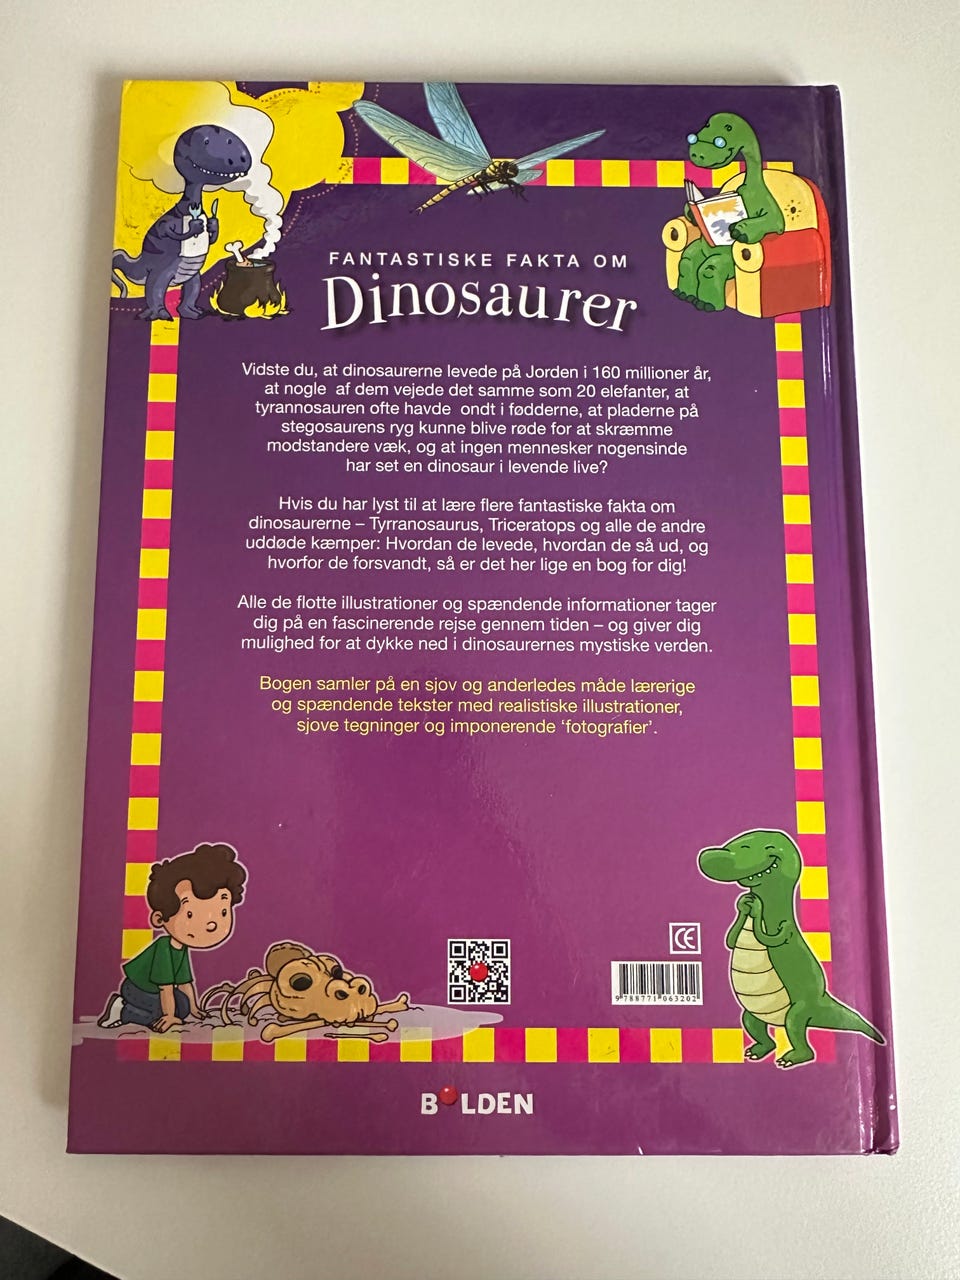 FANTASTISKE FAKTA OM
Dinosaurer
Vidste du, at dinosaurerne levede på Jorden i 160 millioner år,
at nogle af dem vejede det samme som 20 elefanter, at
tyrannosauren ofte havde ondt i fødderne, at pladerne på
stegosaurens ryg kunne blive røde for at skræmme
modstandere væk, og at ingen mennesker nogensinde
har set en dinosaur i levende live?
Hvis du har lyst til at lære flere fantastiske fakta om
dinosaurerne – Tyrranosaurus, Triceratops og alle de andre
uddøde kæmper: Hvordan de levede, hvordan de så ud, og
hvorfor de forsvandt, så er det her lige en bog for dig!
Alle de flotte illustrationer og spændende informationer tager
dig på en fascinerende rejse gennem tiden – og giver dig
mulighed for at dykke ned i dinosaurernes mystiske verden.
Bogen samler på en sjov og anderledes måde lærerige
og spændende tekster med realistiske illustrationer,
sjove tegninger og imponerende ‘fotografier’.
CE
9 788771 063202
BOLDEN